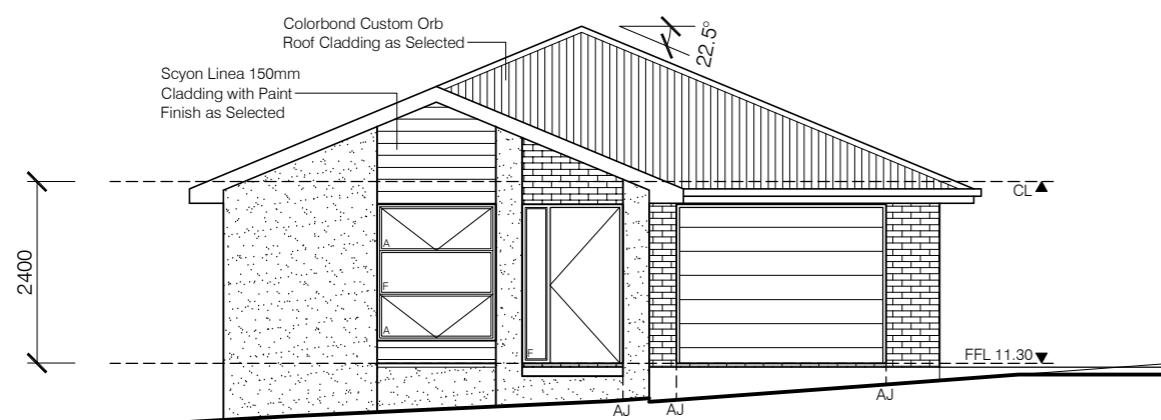 Colorbond Custom Orb
Roof Cladding as Selected
22.5°
Scyon Linea 150mm
Cladding with Paint
Finish as Selected
CL
2400
A
F
A
F
FFL 11.30
AJ
AJ
AJ